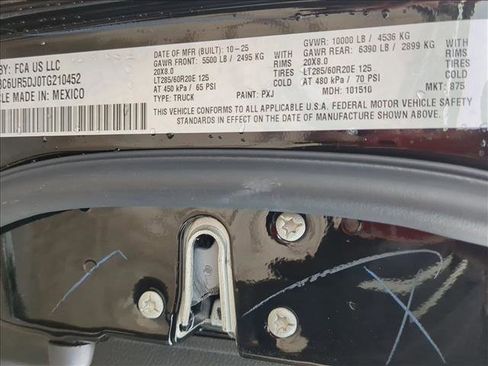 BY: FCA US LLC
DATE OF MFR (BUILT): 10-25
GVWR: 10000 LB / 4536 KG
GAWR FRONT: 5500 LB / 2495 KG
GAWR REAR: 6390 LB / 2899 KG
C6UR5DJ0TG210452
WITH 20X8.0 RIMS
WITH 20X8.0 RIMS
LT285/60R20E 125 TIRES
LT285/60R20E 125 TIRES
AT 450 KPA / 65 PSI COLD
AT 480 KPA / 70 PSI COLD
CLE MADE IN: MEXICO
TYPE: TRUCK
PAINT: PXJ
MDH: 101510
MKT: 875
THIS VEHICLE CONFORMS TO ALL APPLICABLE U.S.A. FEDERAL MOTOR VEHICLE SAFETY
STANDARDS IN EFFECT ON THE DATE OF MANUFACTURE SHOWN ABOVE.